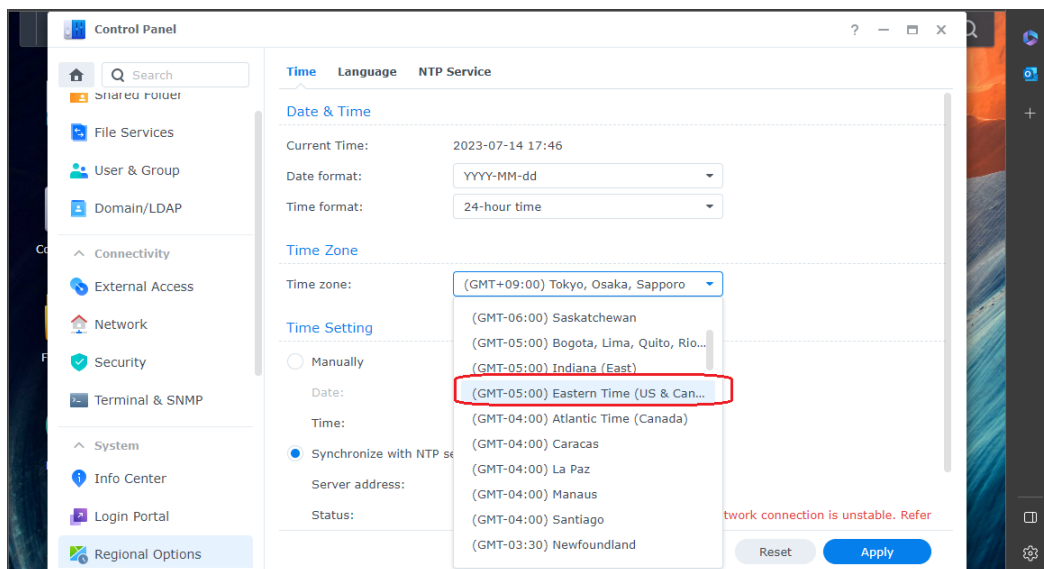 Control Panel
?
Search
Shared Folder
File Services
User & Group
Domain/LDAP
Connectivity
External Access
Network
Security
Terminal & SNMP
System
Info Center
Login Portal
Regional Options
Time Language NTP Service
Date & Time
Current Time: 2023-07-14 17:46
Date format: YYYY-MM-dd
Time format: 24-hour time
Time Zone
Time zone: (GMT+09:00) Tokyo, Osaka, Sapporo
(GMT-06:00) Saskatchewan
(GMT-05:00) Bogota, Lima, Quito, Rio...
(GMT-05:00) Indiana (East)
(GMT-05:00) Eastern Time (US & Can...
(GMT-04:00) Atlantic Time (Canada)
(GMT-04:00) Caracas
(GMT-04:00) La Paz
(GMT-04:00) Manaus
(GMT-04:00) Santiago
(GMT-03:30) Newfoundland
Time Setting
Manually
Date:
Time:
Synchronize with NTP se
Server address:
Status: twork connection is unstable. Refer
Reset Apply